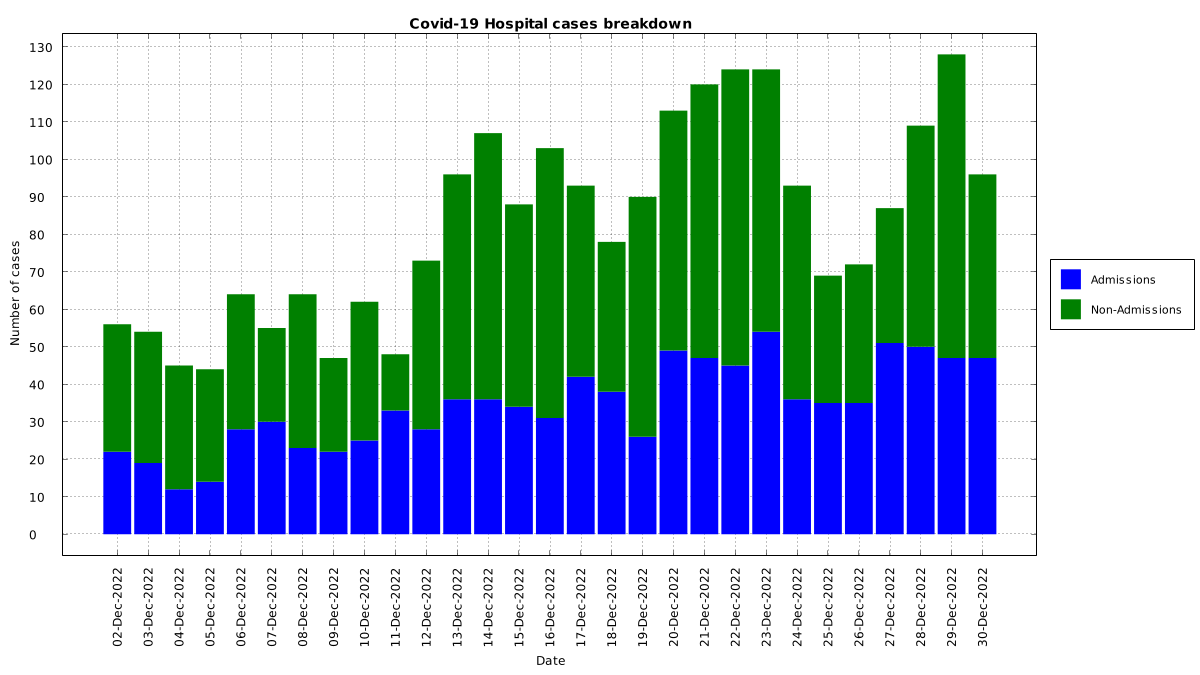 Covid-19 Hospital cases breakdown
130
120
110
100
90
80
70
60
50
40
30
20
10
0
Number of cases
02-Dec-2022
03-Dec-2022
04-Dec-2022
05-Dec-2022
06-Dec-2022
07-Dec-2022
08-Dec-2022
09-Dec-2022
10-Dec-2022
11-Dec-2022
12-Dec-2022
13-Dec-2022
14-Dec-2022
15-Dec-2022
16-Dec-2022
17-Dec-2022
18-Dec-2022
19-Dec-2022
20-Dec-2022
21-Dec-2022
22-Dec-2022
23-Dec-2022
24-Dec-2022
25-Dec-2022
26-Dec-2022
27-Dec-2022
28-Dec-2022
29-Dec-2022
30-Dec-2022
Date
Admissions
Non-Admissions